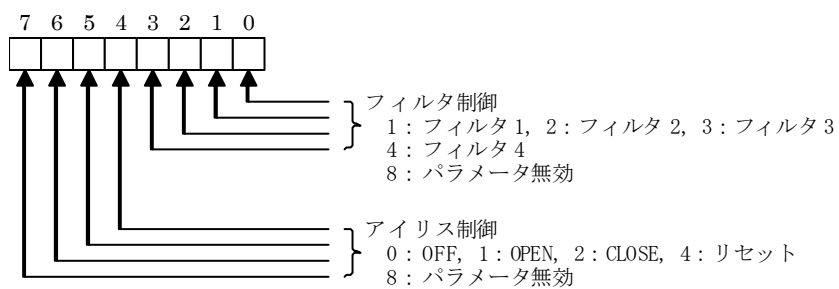 7 6 5 4 3 2 1 0
フィルタ制御
1:フィルタ1, 2:フィルタ2, 3:フィルタ3
4:フィルタ4
8:パラメータ無効
アイリス制御
0:OFF, 1:OPEN, 2:CLOSE, 4:リセット
8:パラメータ無効